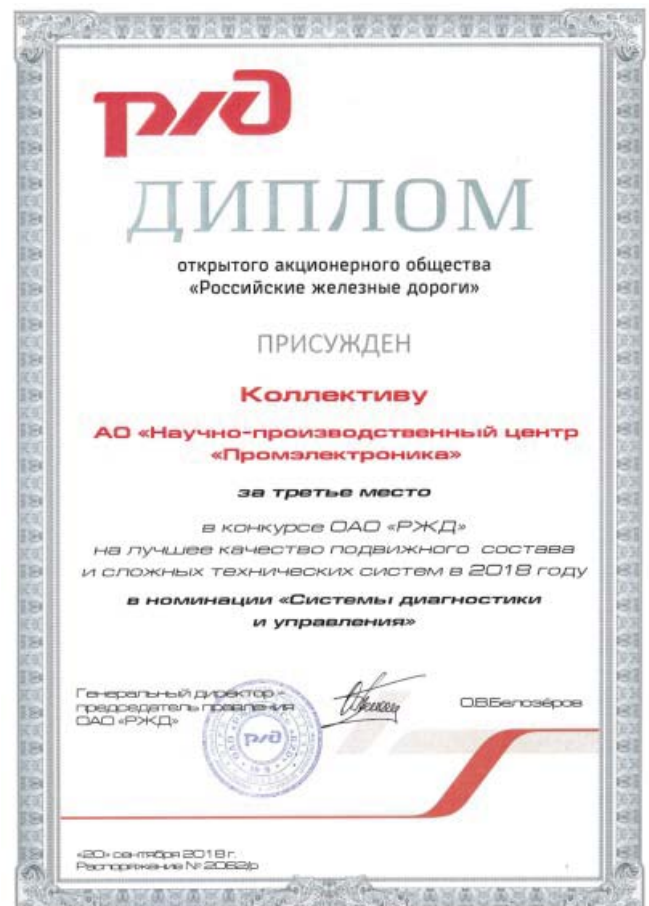 ржд
ДИПЛОМ
открытого акционерного общества
«Российские железные дороги»
ПРИСУЖДЕН
Коллективу
АО «Научно-производственный центр
«Промэлектроника»
за третье место
в конкурсе ОАО «РЖД»
на лучшее качество подвижного состава
и сложных технических систем в 2018 году
в номинации «Системы диагностики
и управления»
Генеральный директор –
председатель правления
ОАО «РЖД»
О.В.Белозёров
ржд
«20» сентября 2018 г.
Распоряжение № 2062/р